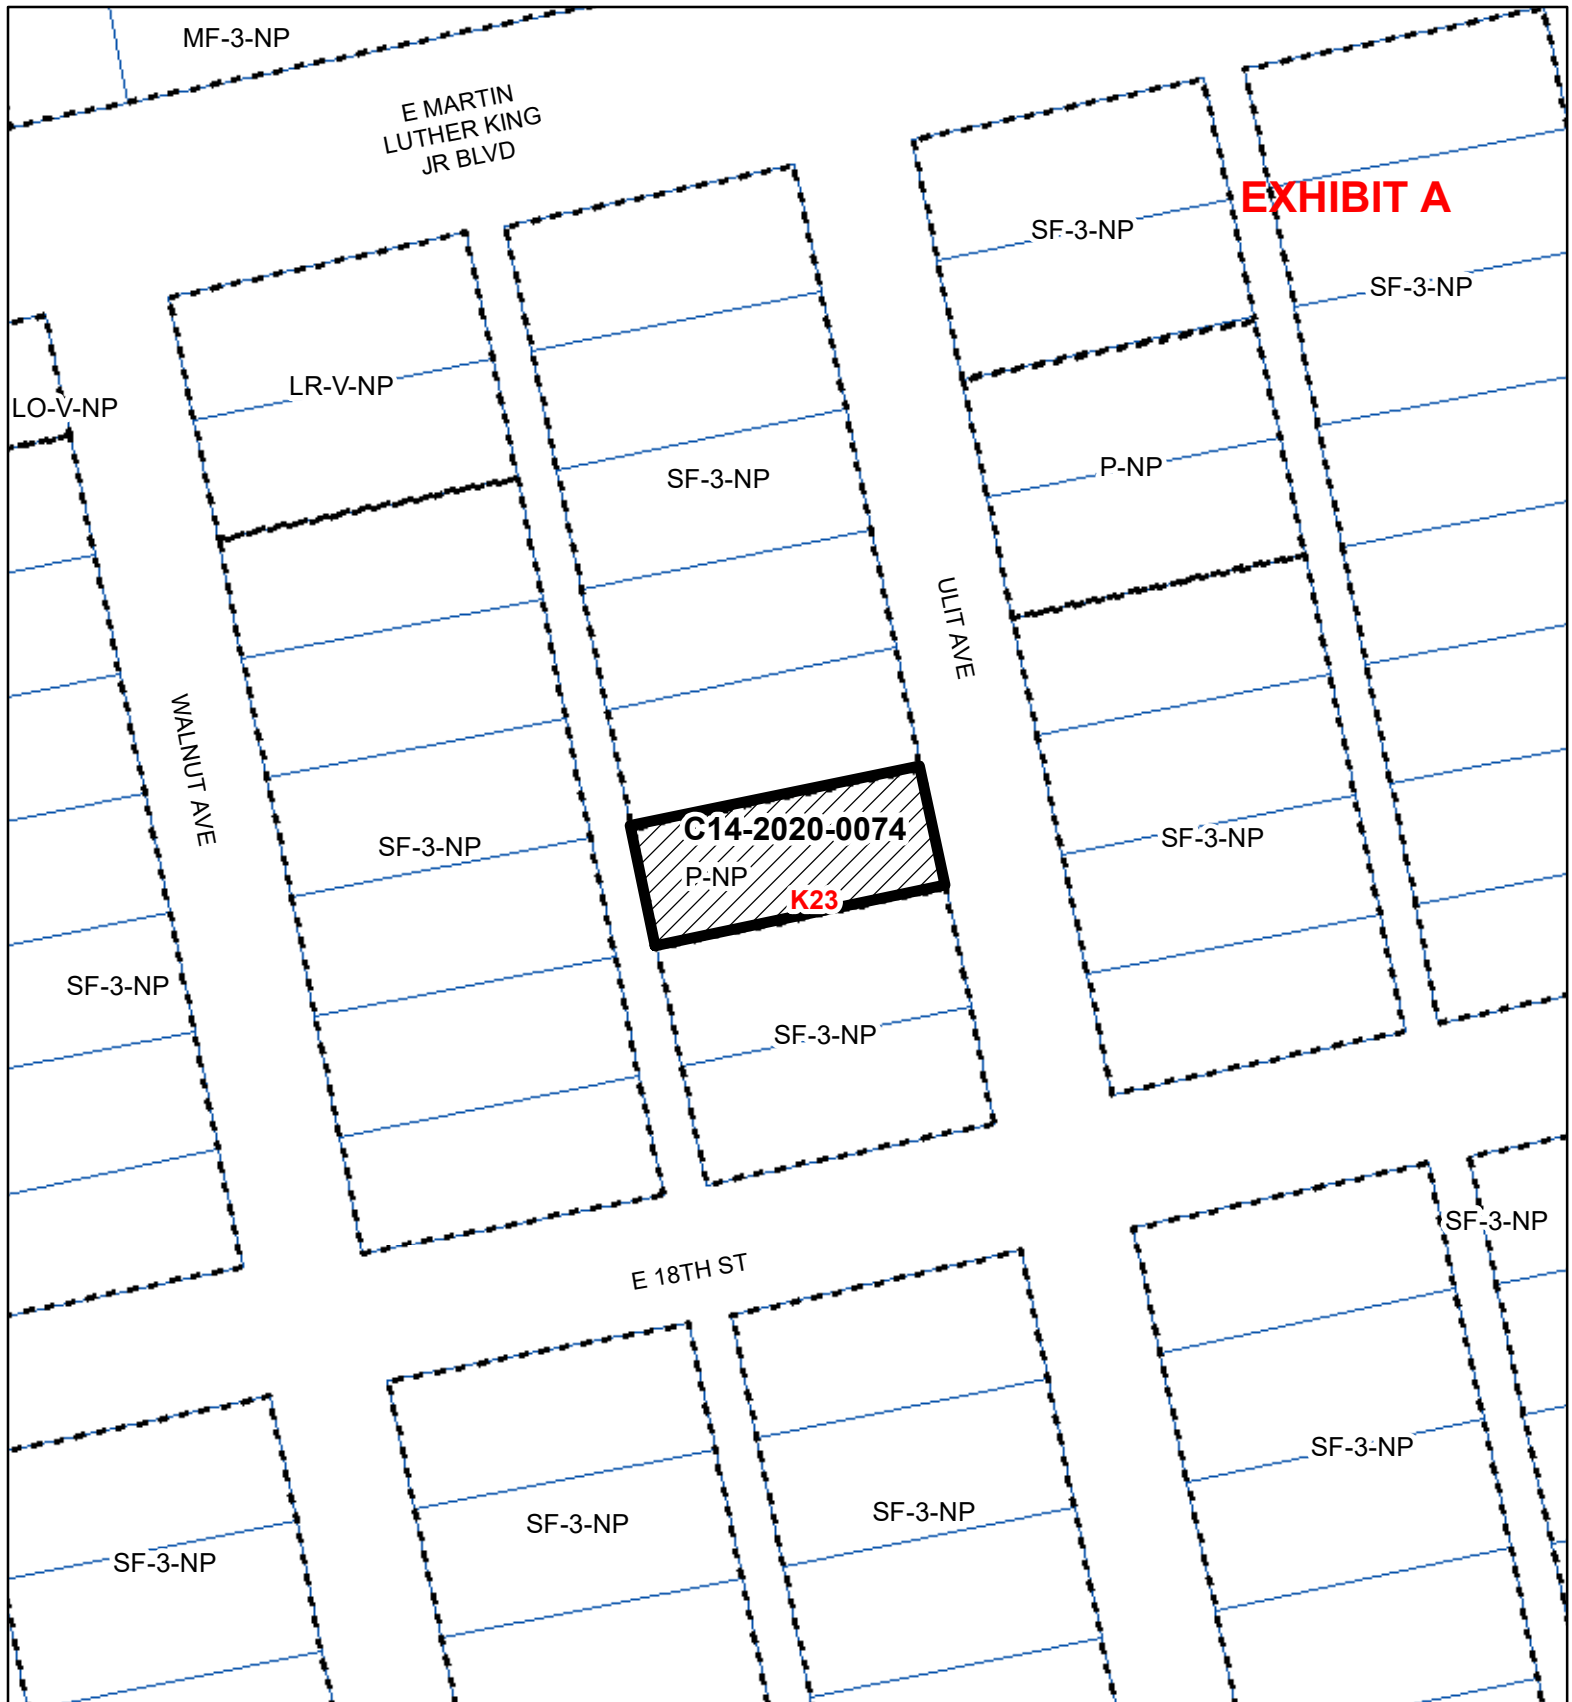 MF-3-NP
E MARTIN
LUTHER KING
JR BLVD
EXHIBIT A
SF-3-NP
SF-3-NP
LR-V-NP
LO-V-NP
SF-3-NP
P-NP
ULIT AVE
WALNUT AVE
C14-2020-0074
SF-3-NP
SF-3-NP
P-NP
K23
SF-3-NP
SF-3-NP
SF-3-NP
E 18TH ST
SF-3-NP
SF-3-NP
SF-3-NP
SF-3-NP